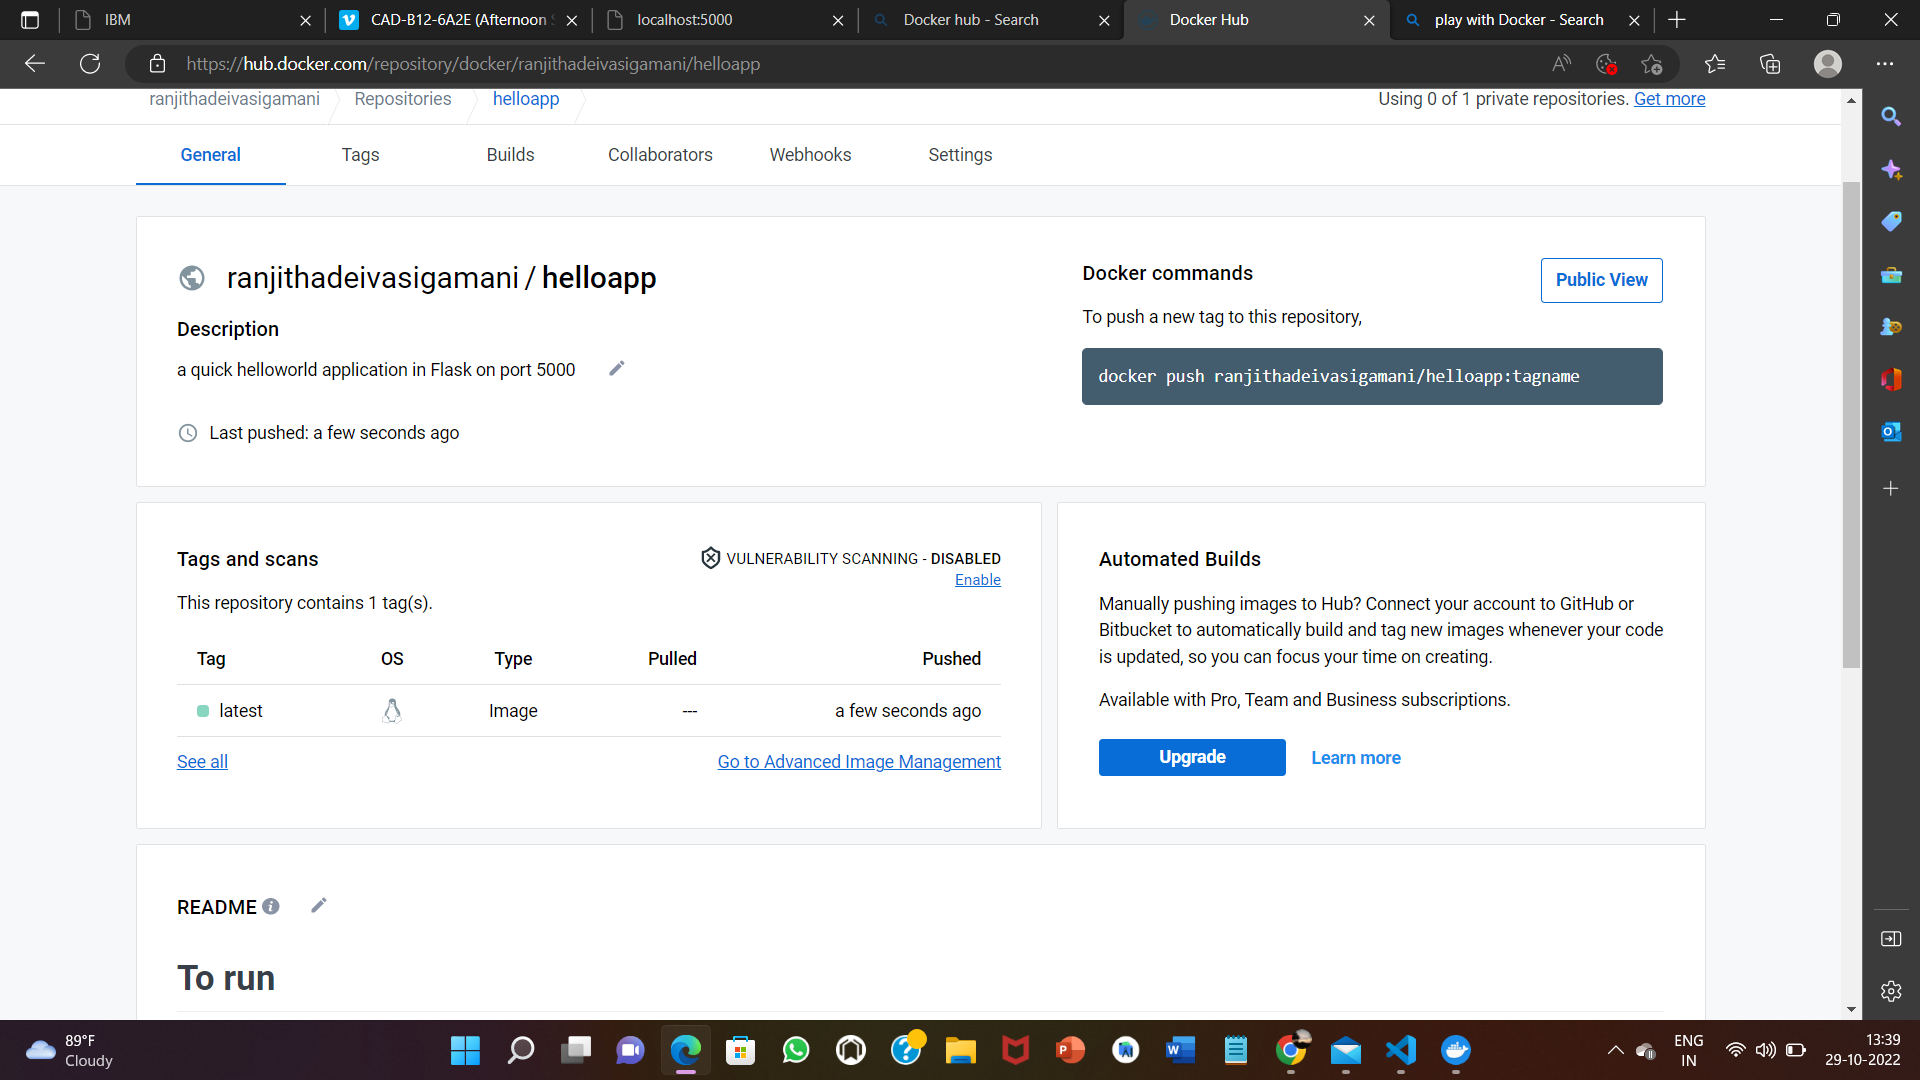 IBM
CAD-B12-6A2E (Afternoon S
localhost:5000
Docker hub - Search
Docker Hub
play with Docker - Search
https://hub.docker.com/repository/docker/ranjithadeivasigamani/helloapp
ranjithadeivasigamani
Repositories
helloapp
Using 0 of 1 private repositories. Get more
General
Tags
Builds
Collaborators
Webhooks
Settings
ranjithadeivasigamani / helloapp
Description
a quick helloworld application in Flask on port 5000
Last pushed: a few seconds ago
Docker commands
Public View
To push a new tag to this repository,
docker push ranjithadeivasigamani/helloapp:tagname
Tags and scans
VULNERABILITY SCANNING - DISABLED
Enable
This repository contains 1 tag(s).
Tag OS Type Pulled Pushed
latest Image --- a few seconds ago
See all
Go to Advanced Image Management
Automated Builds
Manually pushing images to Hub? Connect your account to GitHub or
Bitbucket to automatically build and tag new images whenever your code
is updated, so you can focus your time on creating.
Available with Pro, Team and Business subscriptions.
Upgrade
Learn more
README
To run
89°F
Cloudy
ENG
IN
13:39
29-10-2022